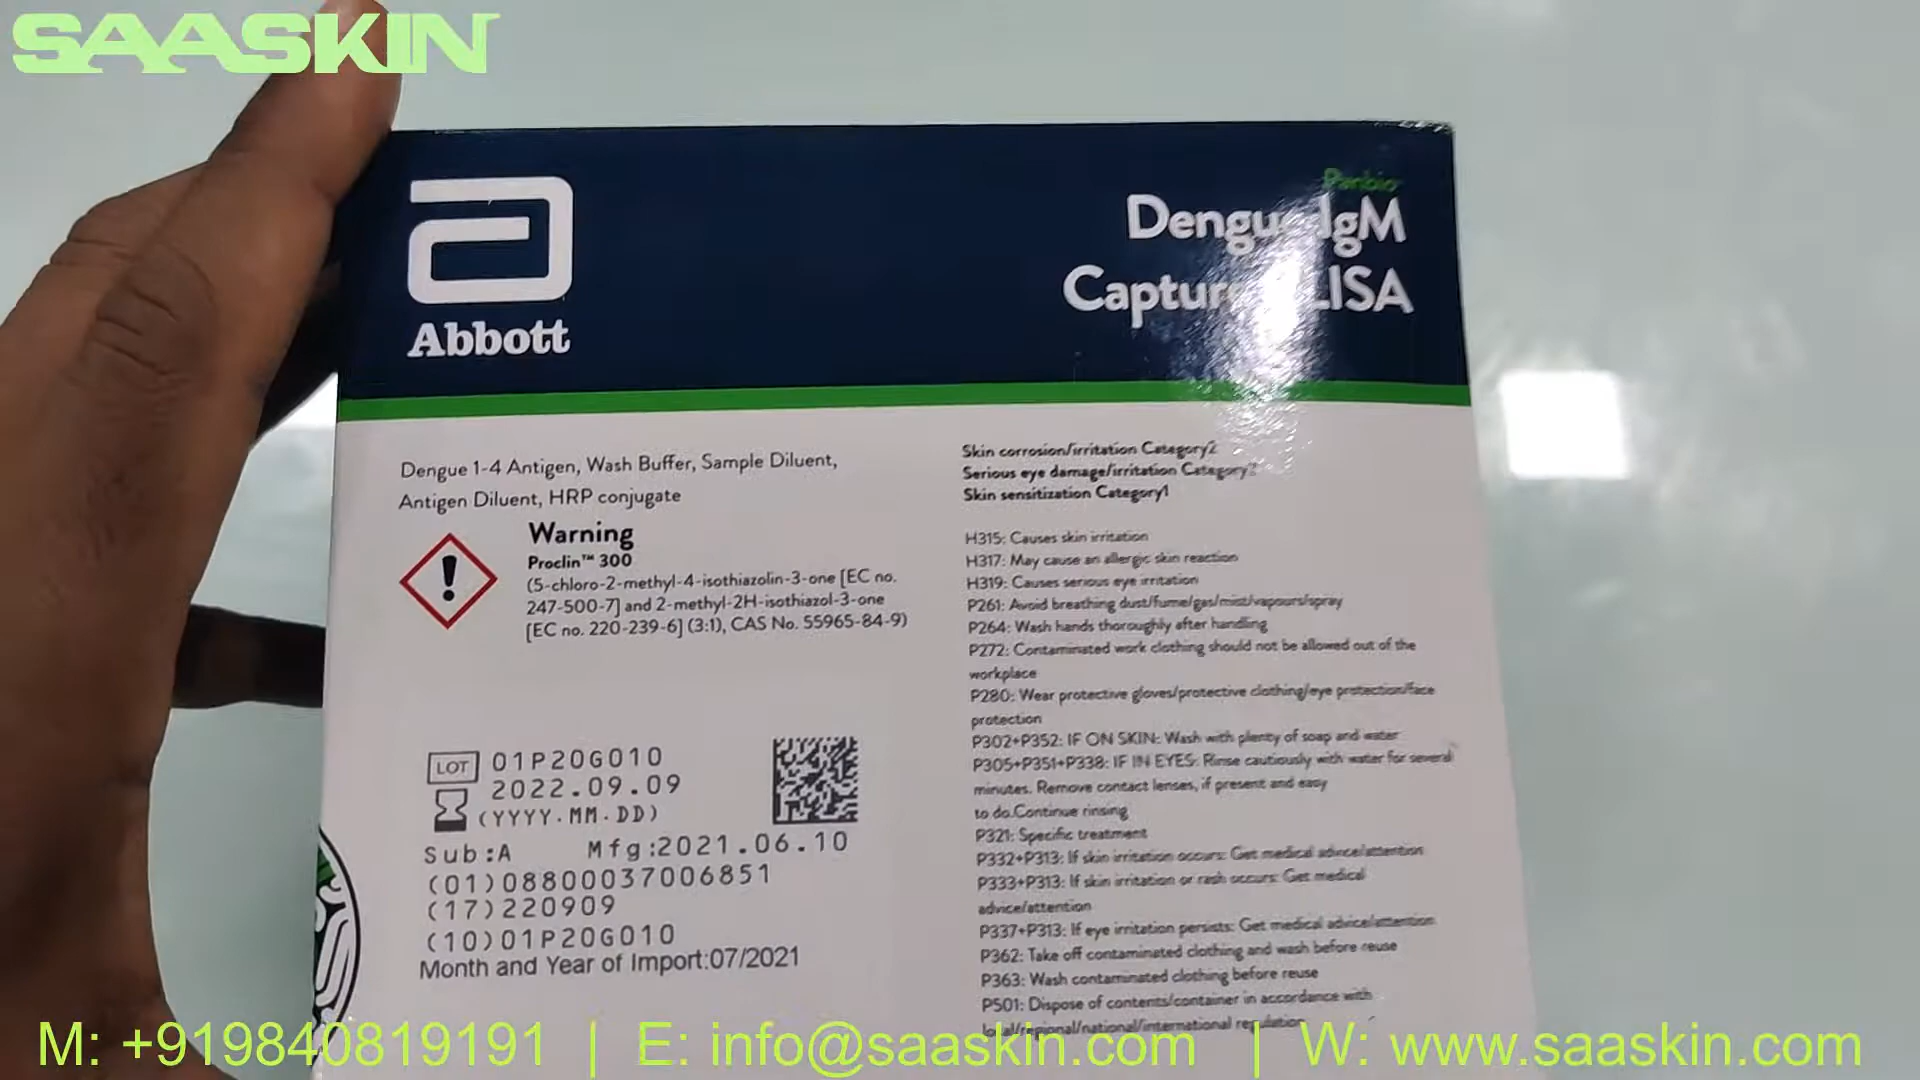 SAASKIN
Abbott
Panbio
Dengue IgM
Capture ELISA
Dengue 1-4 Antigen, Wash Buffer, Sample Diluent,
Antigen Diluent, HRP conjugate
Warning
Proclin™ 300
(5-chloro-2-methyl-4-isothiazolin-3-one [EC no.
247-500-7] and 2-methyl-2H-isothiazol-3-one
[EC no. 220-239-6] (3:1), CAS No. 55965-84-9)
LOT 01P20G010
2022.09.09
(YYYY.MM.DD)
Sub:A Mfg:2021.06.10
(01)08800037006851
(17)220909
(10)01P20G010
Month and Year of Import:07/2021
Skin corrosion/irritation Category2
Serious eye damage/irritation Category2
Skin sensitization Category1
H315: Causes skin irritation
H317: May cause an allergic skin reaction
H319: Causes serious eye irritation
P261: Avoid breathing dust/fume/gas/mist/vapours/spray
P264: Wash hands thoroughly after handling
P272: Contaminated work clothing should not be allowed out of the
workplace
P280: Wear protective gloves/protective clothing/eye protection/face
protection
P302+P352: IF ON SKIN: Wash with plenty of soap and water
P305+P351+P338: IF IN EYES: Rinse cautiously with water for several
minutes. Remove contact lenses, if present and easy
to do.Continue rinsing
P321: Specific treatment
P332+P313: If skin irritation occurs: Get medical advice/attention
P333+P313: If skin irritation or rash occurs: Get medical
advice/attention
P337+P313: If eye irritation persists: Get medical advice/attention
P362: Take off contaminated clothing and wash before reuse
P363: Wash contaminated clothing before reuse
P501: Dispose of contents/container in accordance with
local/regional/national/international regulation
M: +919840819191 | E: info@saaskin.com | W: www.saaskin.com